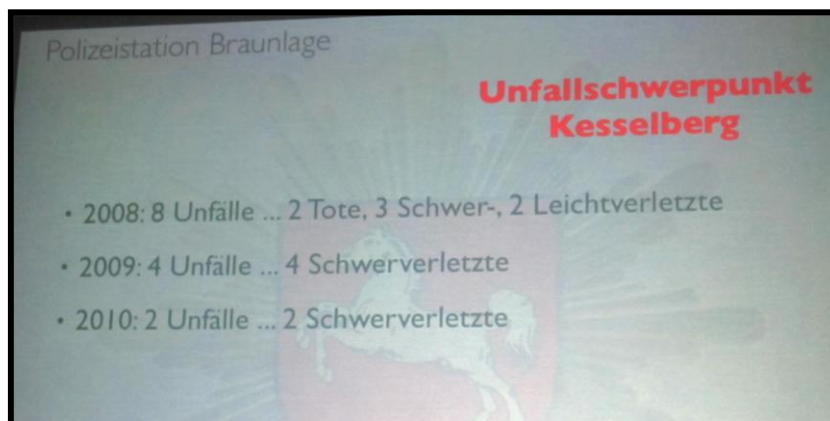 Polizeistation Braunlage
Unfallschwerpunkt
Kesselberg
• 2008: 8 Unfälle ... 2 Tote, 3 Schwer-, 2 Leichtverletzte
• 2009: 4 Unfälle ... 4 Schwerverletzte
• 2010: 2 Unfälle ... 2 Schwerverletzte